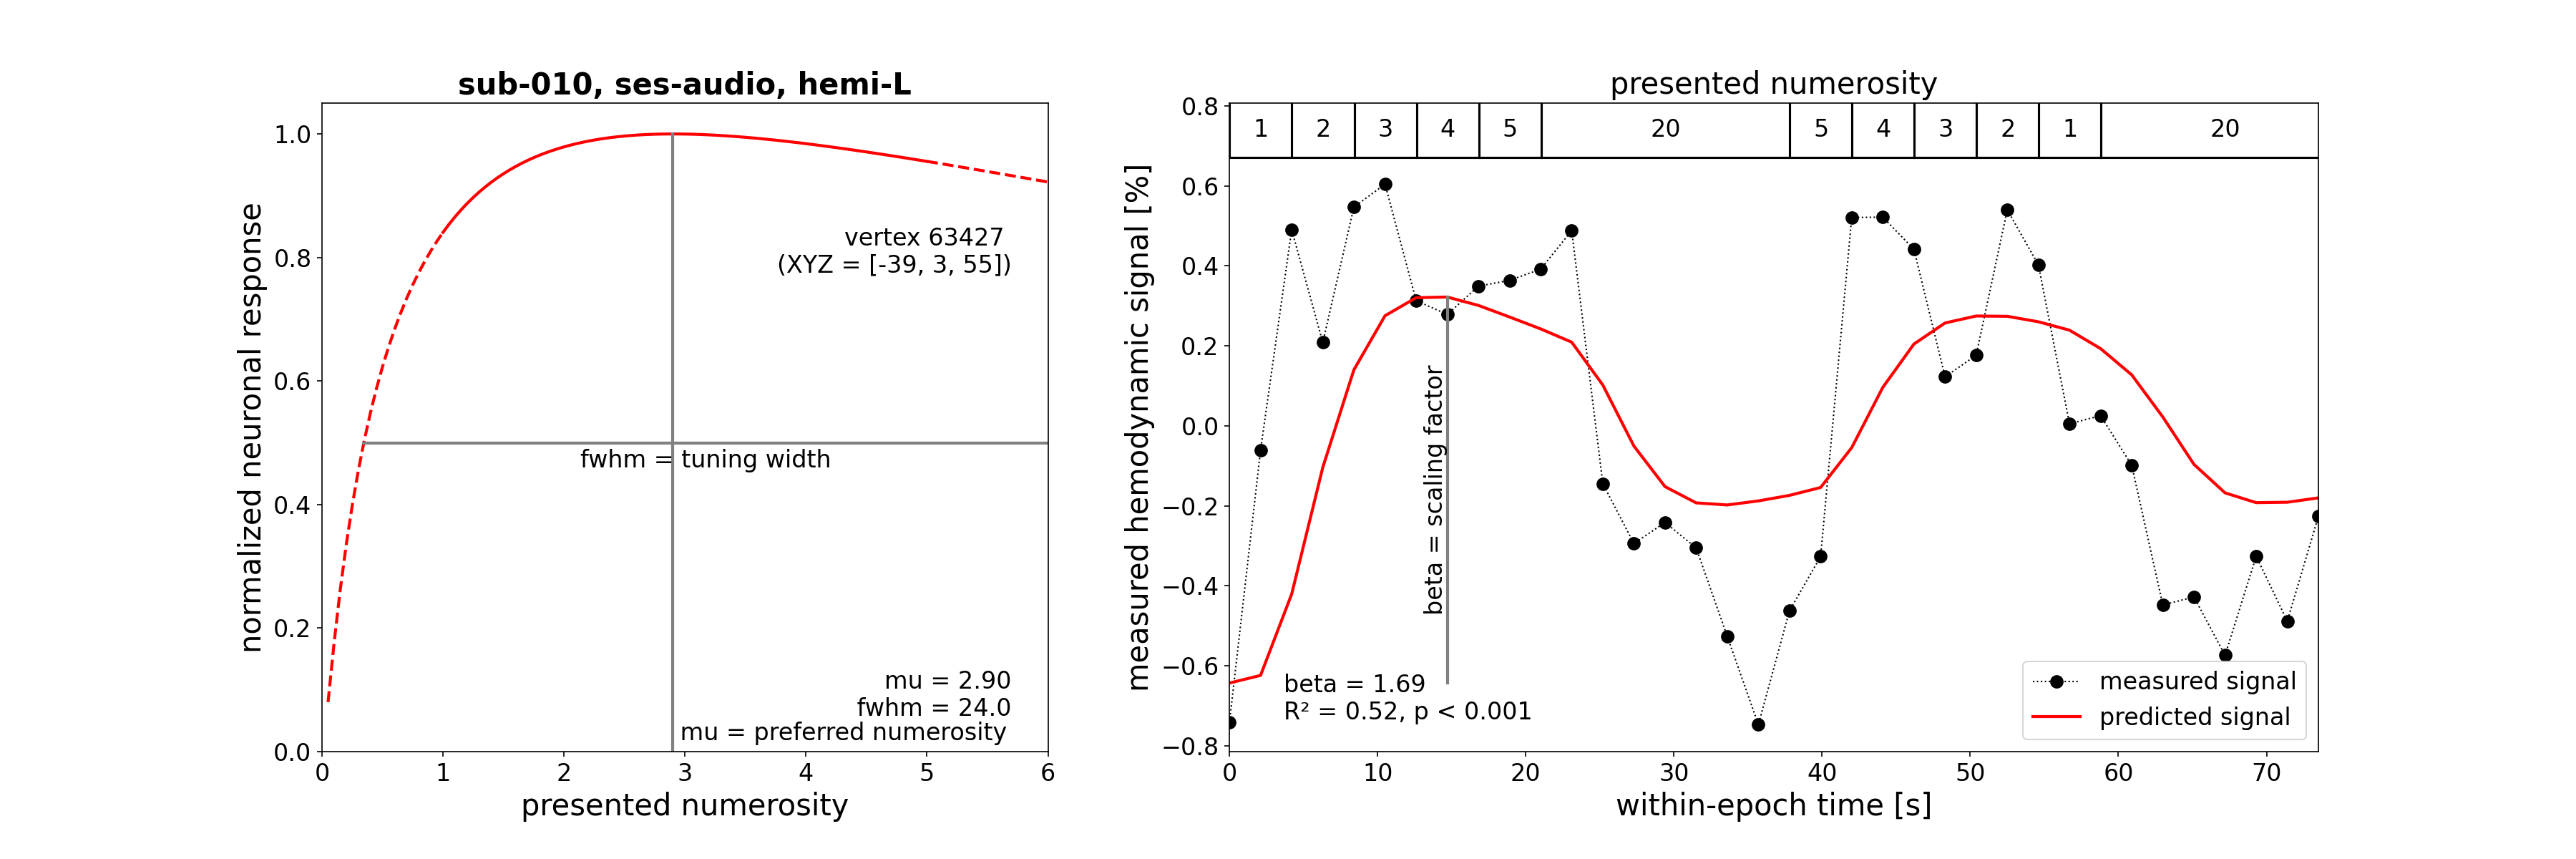 sub-010, ses-audio, hemi-L
normalized neuronal response
1.0
0.8
0.6
0.4
0.2
0.0
vertex 63427
(XYZ = [-39, 3, 55])
fwhm = tuning width
mu = 2.90
fwhm = 24.0
mu = preferred numerosity
0 1 2 3 4 5 6
presented numerosity
presented numerosity
1 2 3 4 5 20 5 4 3 2 1 20
measured hemodynamic signal [%]
0.8
0.6
0.4
0.2
0.0
−0.2
−0.4
−0.6
−0.8
beta = scaling factor
beta = 1.69
R² = 0.52, p < 0.001
measured signal
predicted signal
0 10 20 30 40 50 60 70
within-epoch time [s]